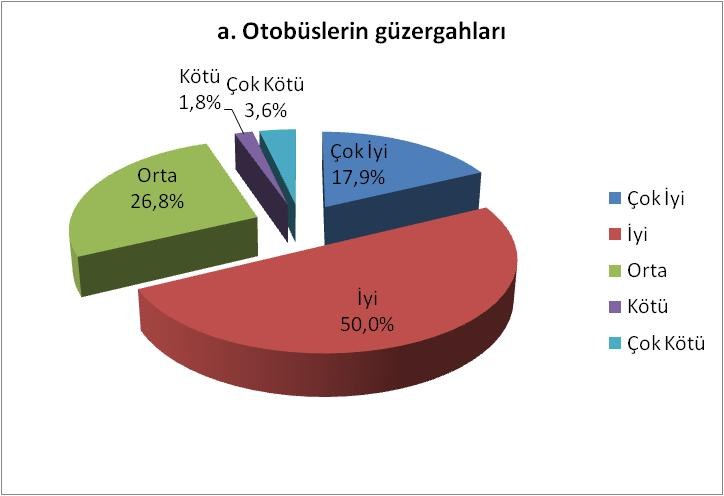 a. Otobüslerin güzergahları
Kötü
1,8%
Çok Kötü
3,6%
Çok İyi
17,9%
Orta
26,8%
İyi
50,0%
Çok İyi
İyi
Orta
Kötü
Çok Kötü